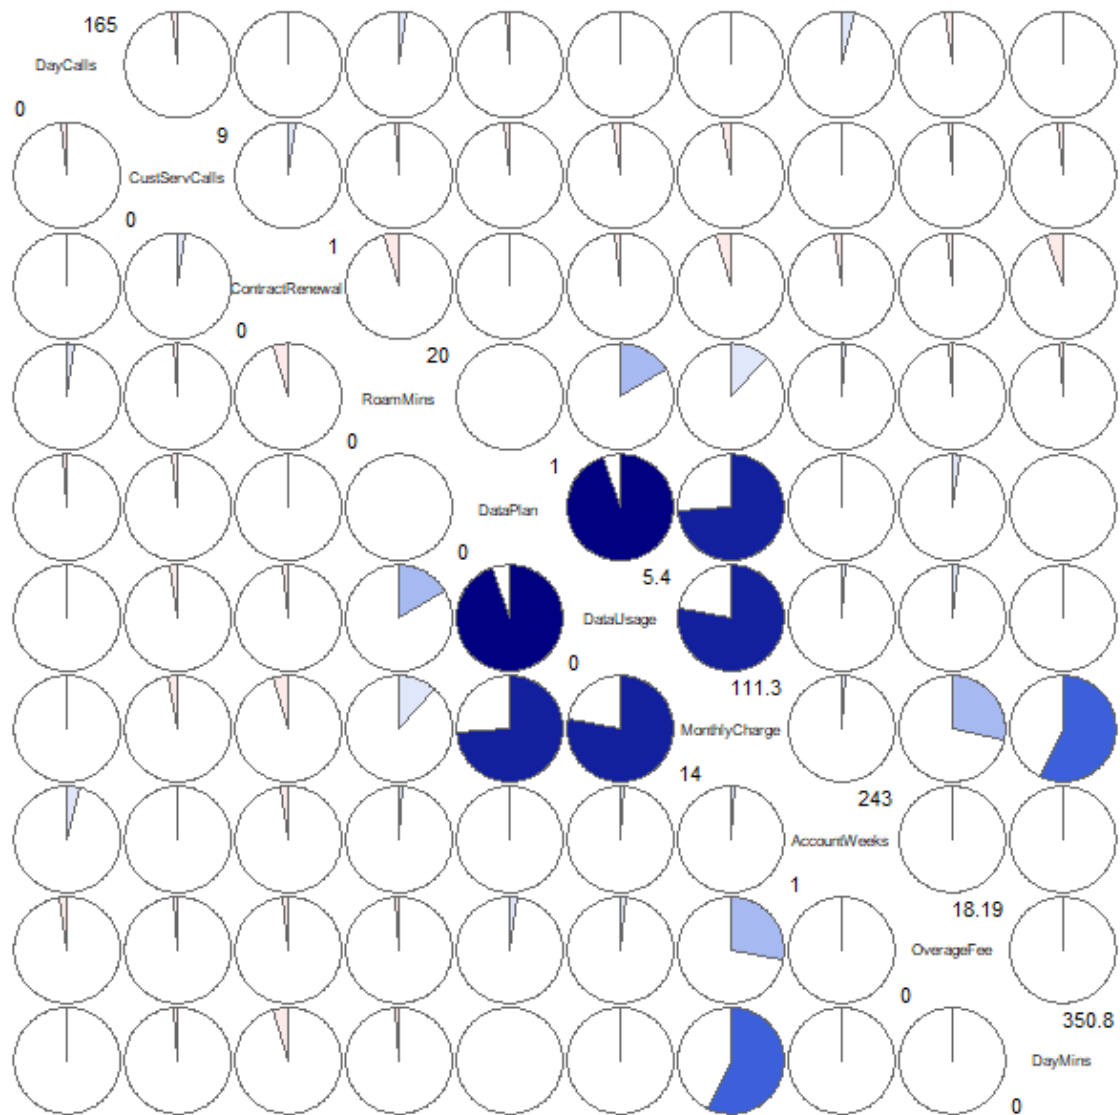 165
DayCalls
0
9
CustServCalls
0
1
ContractRenewal
0
20
RoamMins
0
1
DataPlan
0
5.4
DataUsage
0
111.3
MonthlyCharge
14
243
AccountWeeks
1
18.19
OverageFee
0
350.8
DayMins
0